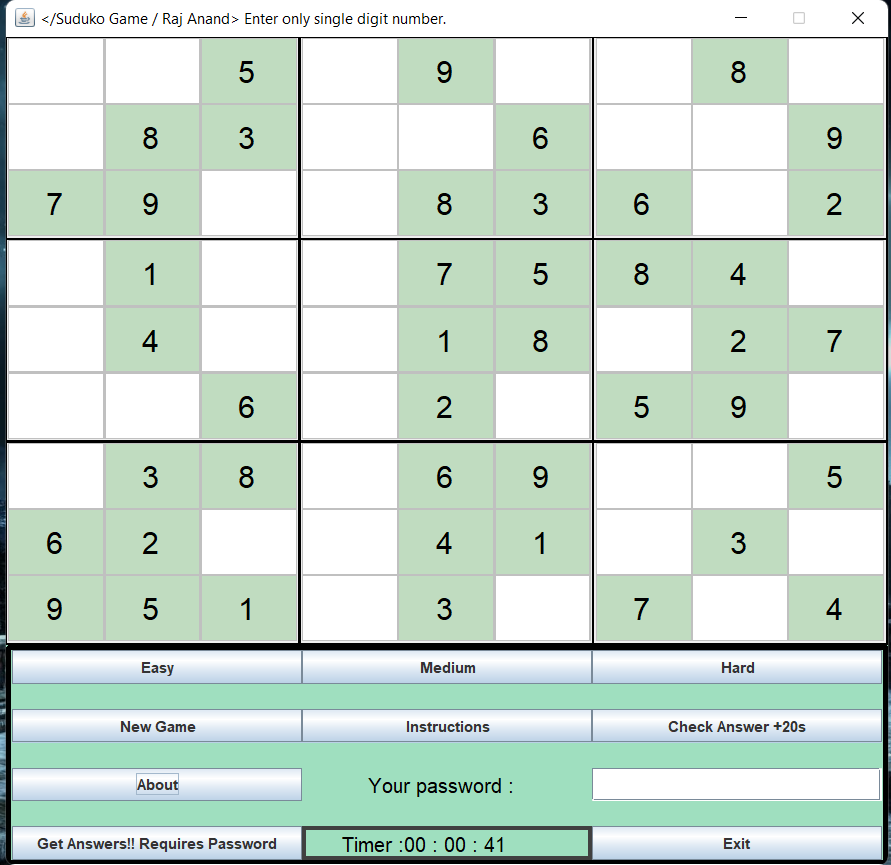 </Suduko Game / Raj Anand> Enter only single digit number.
5 9 8
8 3 6 9
7 9 8 3 6 2
1 7 5 8 4
4 1 8 2 7
6 2 5 9
3 8 6 9 5
6 2 4 1 3
9 5 1 3 7 4
Easy Medium Hard
New Game Instructions Check Answer +20s
About Your password :
Get Answers!! Requires Password Timer :00 : 00 : 41 Exit